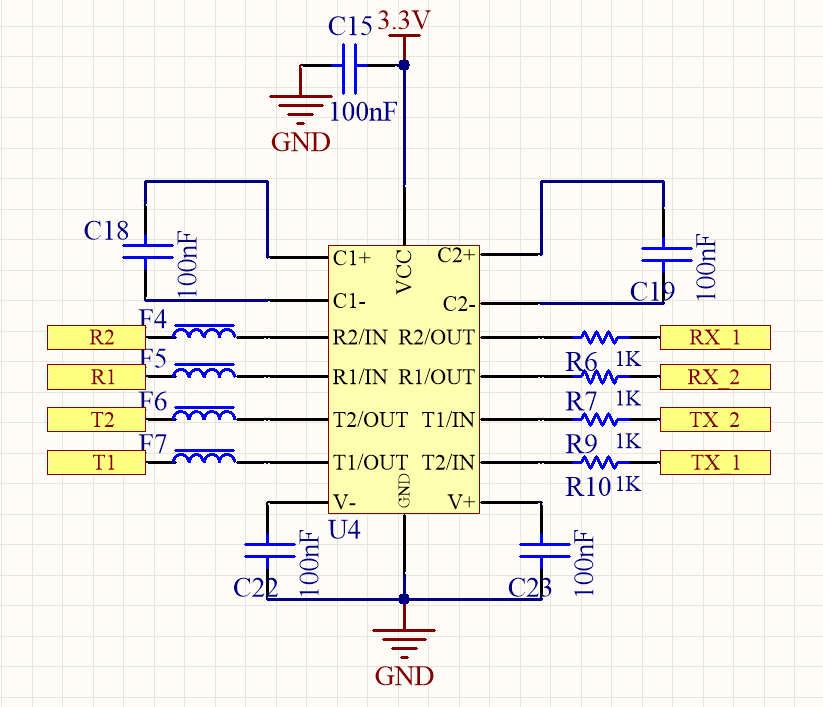 C15 3.3V
100nF
GND
C18
100nF
C19
100nF
C1+
VCC
C2+
C1-
C2-
R2
F4
R2/IN
R2/OUT
R6
1K
RX_1
R1
F5
R1/IN
R1/OUT
R7
1K
RX_2
T2
F6
T2/OUT
T1/IN
R9
1K
TX_2
T1
F7
T1/OUT
T2/IN
R10
1K
TX_1
V-
GND
V+
U4
C22
100nF
C23
100nF
GND